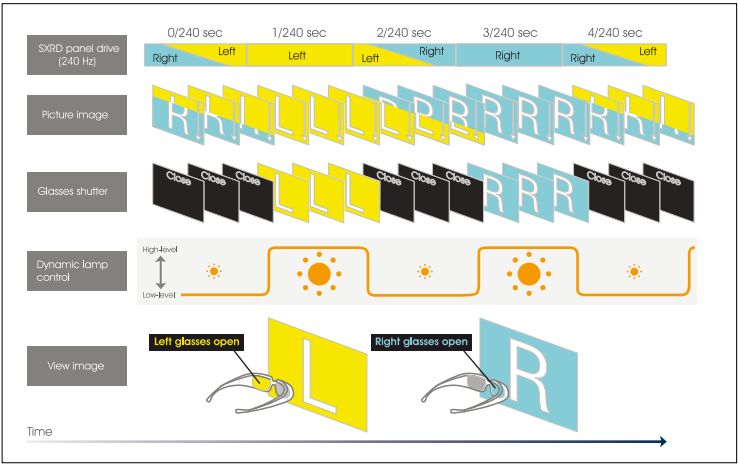 0/240 sec 1/240 sec 2/240 sec 3/240 sec 4/240 sec
SXRD panel drive
(240 Hz)
Right Left Left Left Right Right Right Left
Picture image
R R R L L L L L L R R R R R R R
Glasses shutter
Close Close Close L L L Close Close Close R R R Close Close Close
Dynamic lamp
control
High-level
Low-level
View image
Left glasses open
L
Right glasses open
R
Time